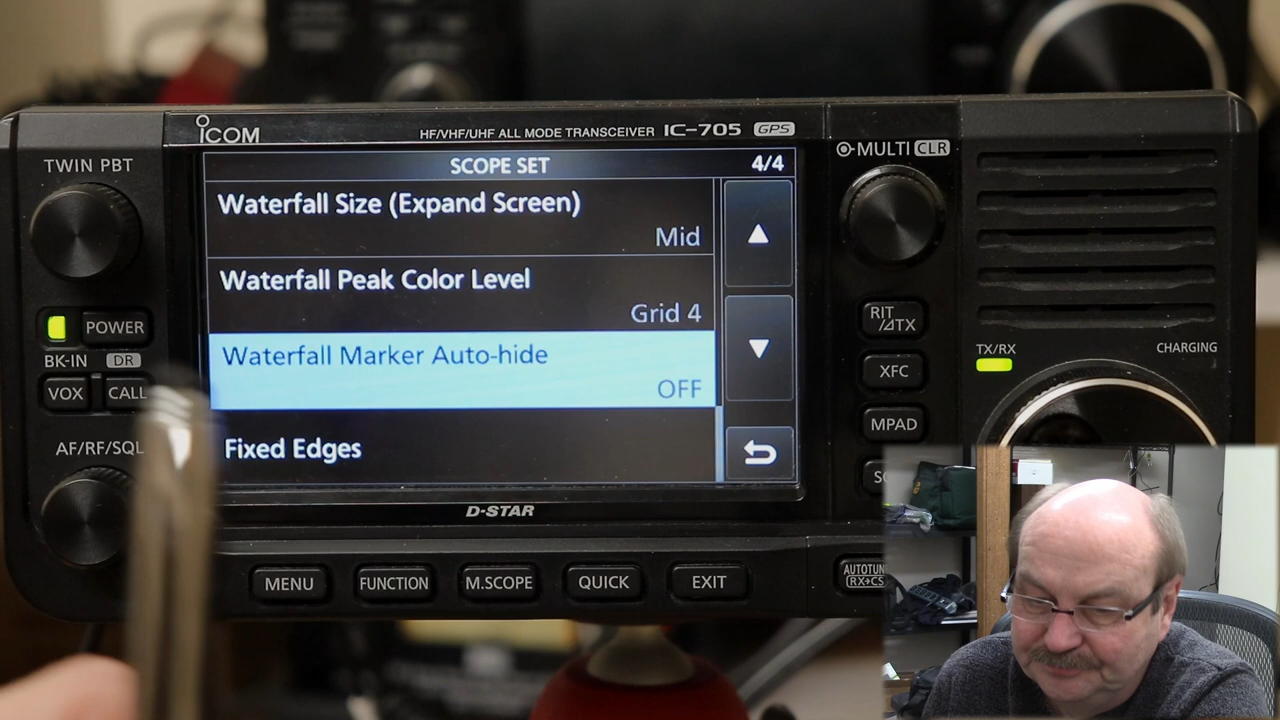 ICOM
HF/VHF/UHF ALL MODE TRANSCEIVER IC-705 GPS
TWIN PBT
SCOPE SET 4/4
MULTI CLR
Waterfall Size (Expand Screen)
Mid
Waterfall Peak Color Level
Grid 4
Waterfall Marker Auto-hide
OFF
Fixed Edges
POWER
BK-IN DR
VOX CALL
AF/RF/SQL
RIT
/⊿TX
XFC
MPAD
TX/RX
CHARGING
D-STAR
MENU FUNCTION M.SCOPE QUICK EXIT
AUTOTUNE
RX→CS